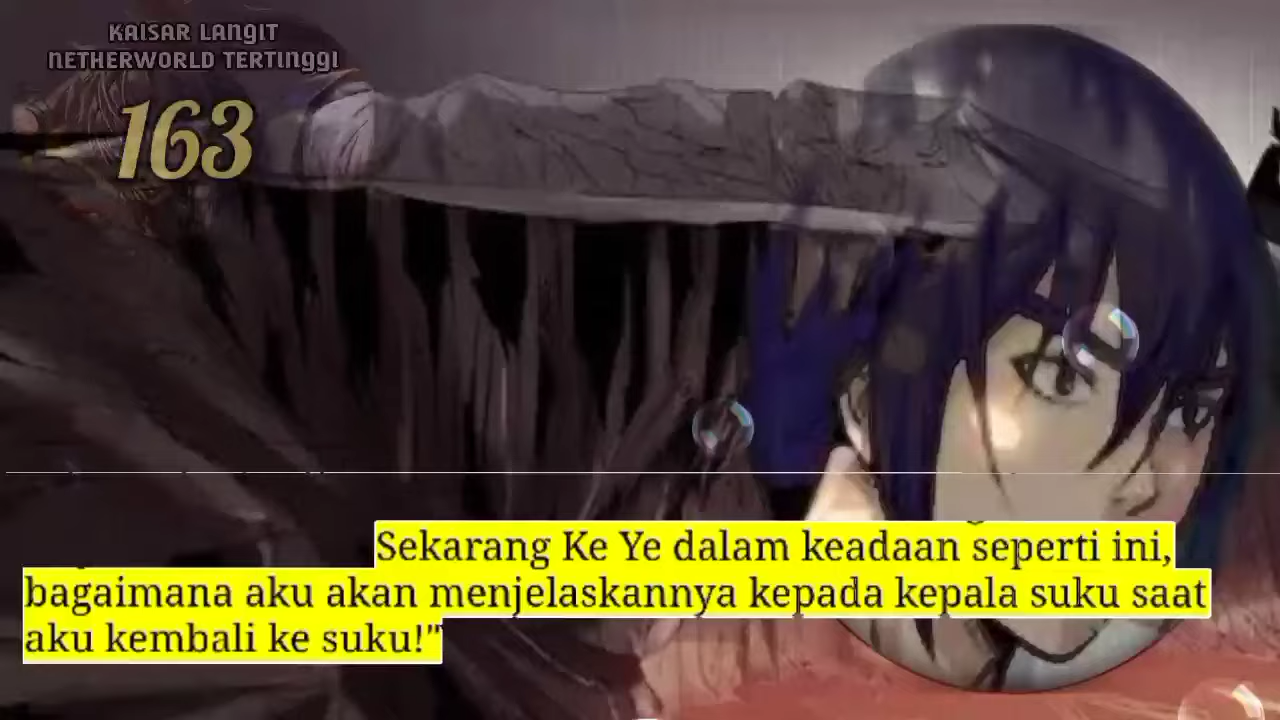 KAISAR LANGIT
NETHERWORLD TERTINGGI
163
Sekarang Ke Ye dalam keadaan seperti ini,
bagaimana aku akan menjelaskannya kepada kepala suku saat
aku kembali ke suku!"